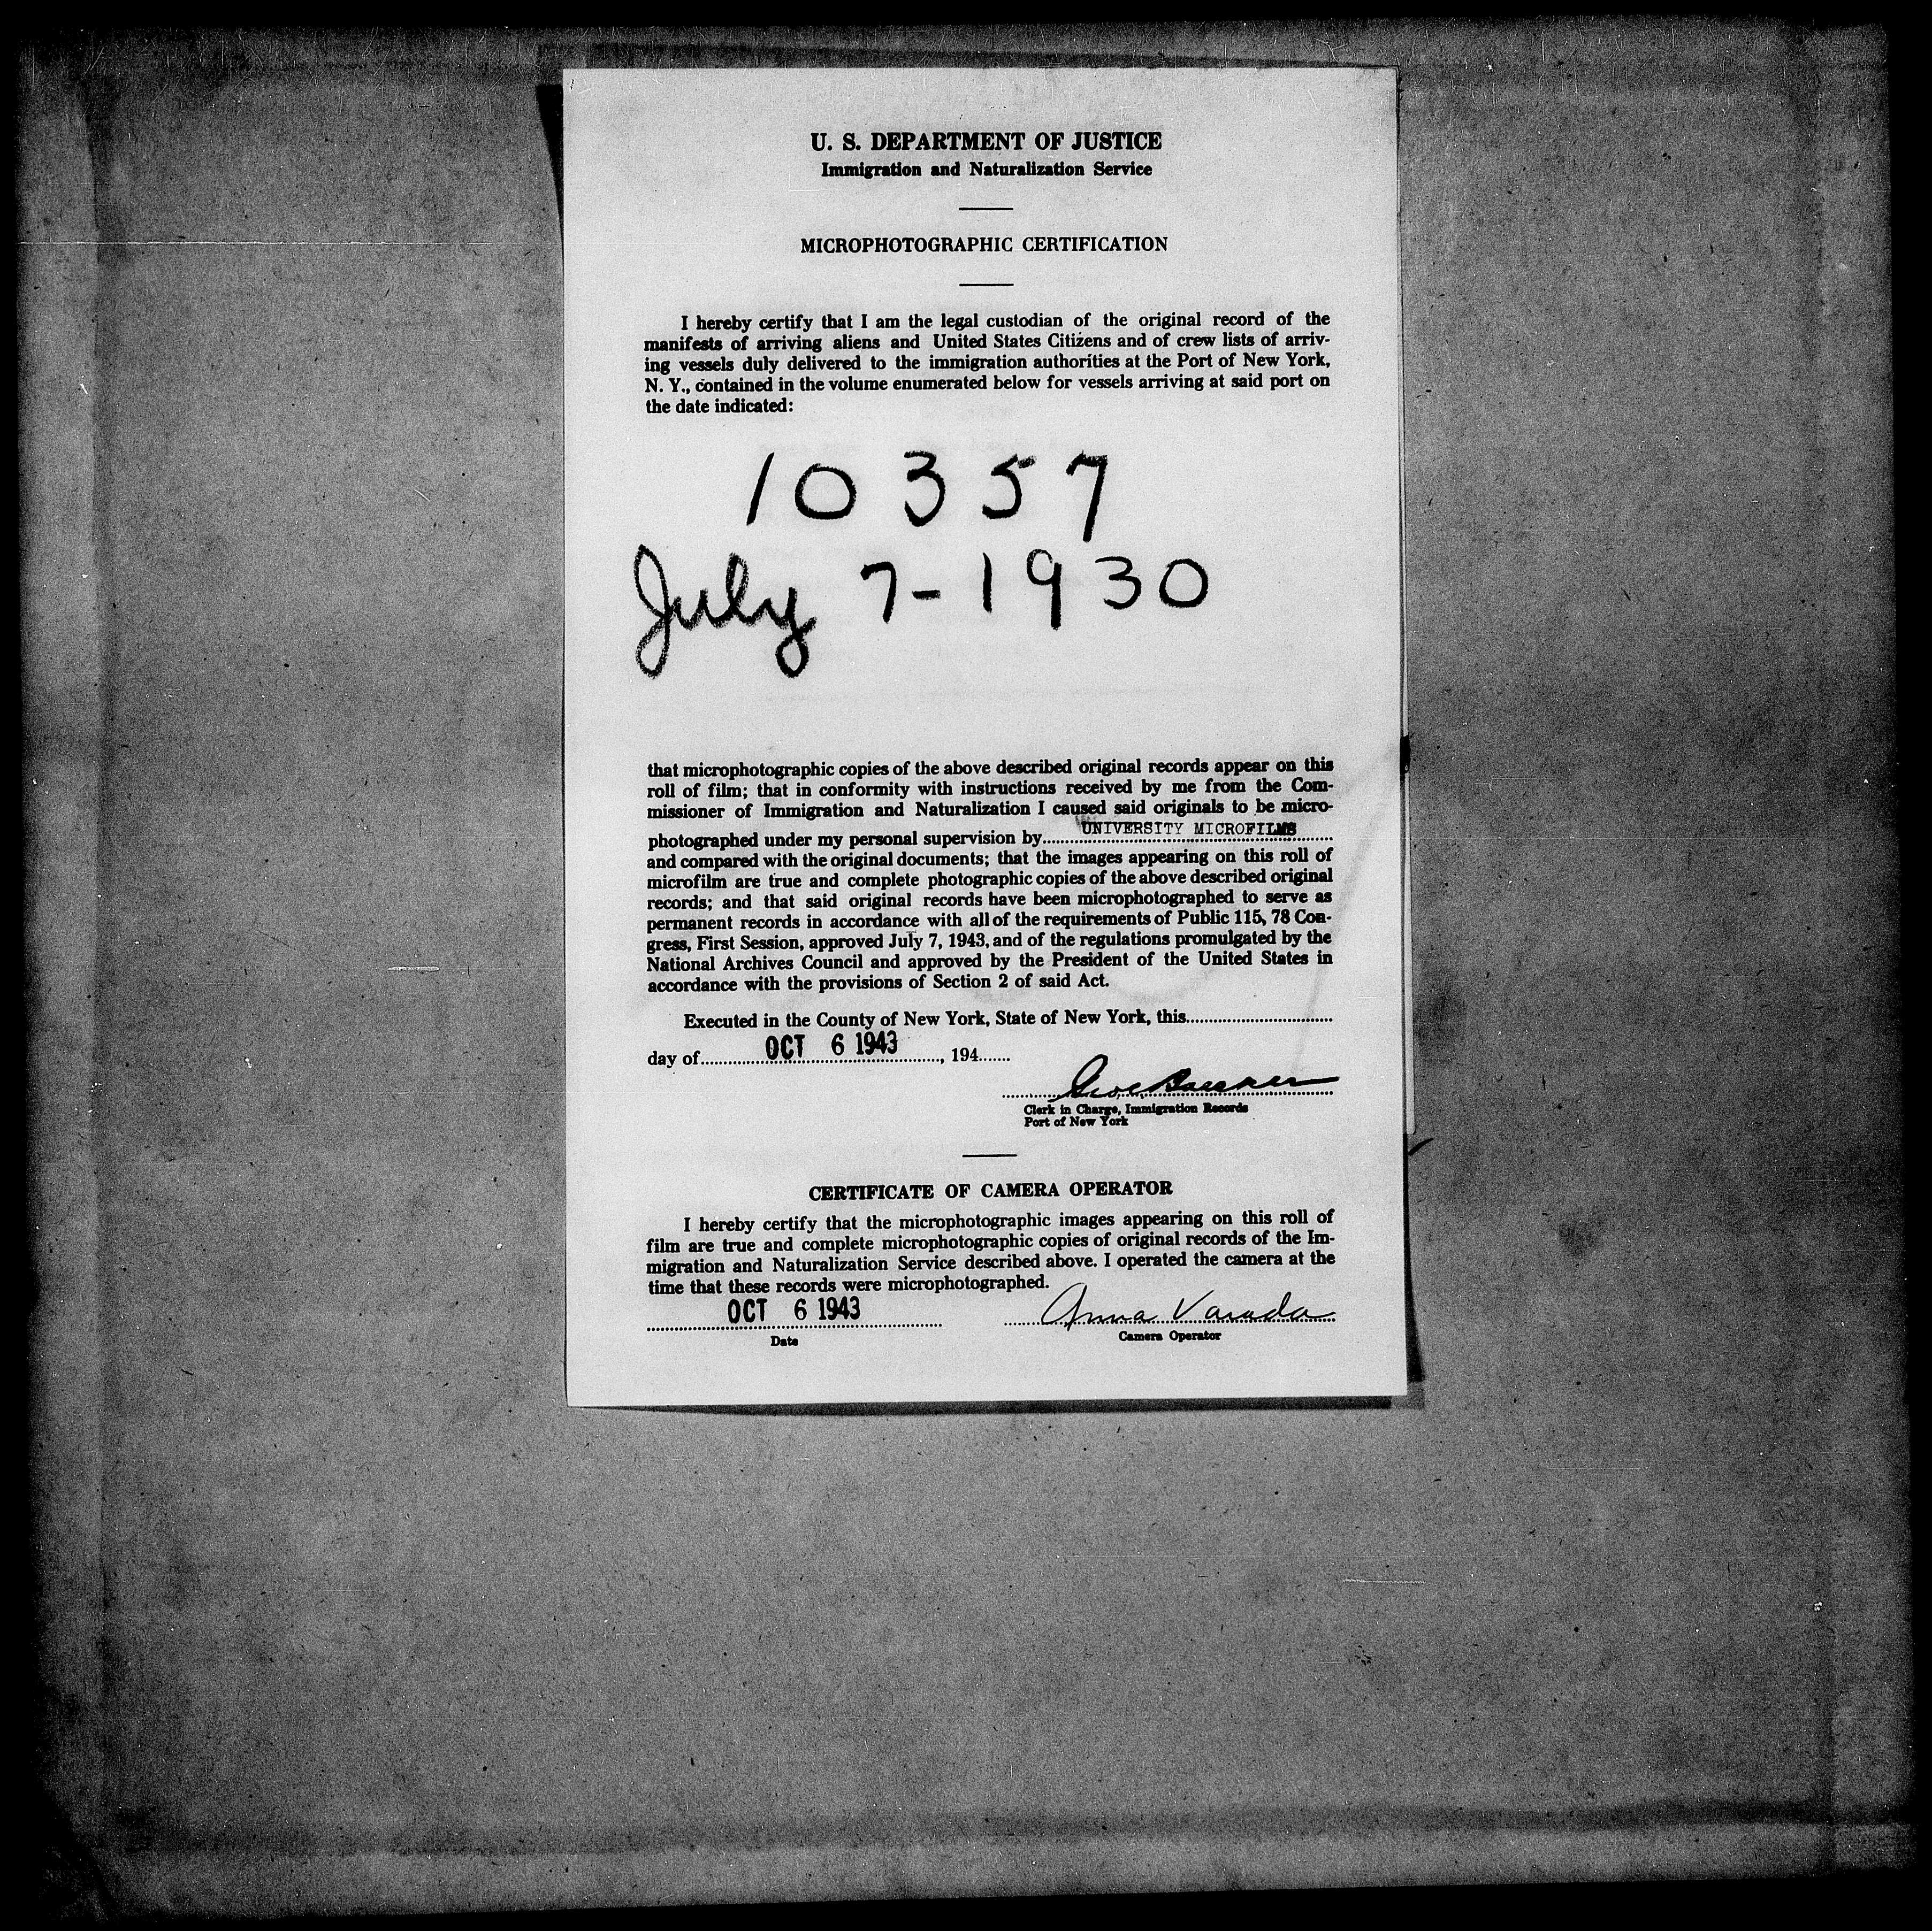 U. S. DEPARTMENT OF JUSTICE
Immigration and Naturalization Service
MICROPHOTOGRAPHIC CERTIFICATION
I hereby certify that I am the legal custodian of the original record of the
manifests of arriving aliens and United States Citizens and of crew lists of arriv-
ing vessels duly delivered to the immigration authorities at the Port of New York,
N. Y., contained in the volume enumerated below for vessels arriving at said port on
the date indicated:
10357
July 7-1930
that microphotographic copies of the above described original records appear on this
roll of film; that in conformity with instructions received by me from the Com-
missioner of Immigration and Naturalization I caused said originals to be micro-
photographed under my personal supervision by UNIVERSITY MICROFILMS
and compared with the original documents; that the images appearing on this roll of
microfilm are true and complete photographic copies of the above described original
records; and that said original records have been microphotographed to serve as
permanent records in accordance with all of the requirements of Public 115, 78 Con-
gress, First Session, approved July 7, 1943, and of the regulations promulgated by the
National Archives Council and approved by the President of the United States in
accordance with the provisions of Section 2 of said Act.
Executed in the County of New York, State of New York, this
day of OCT 6 1943, 194
Clerk in Charge, Immigration Records
Port of New York
CERTIFICATE OF CAMERA OPERATOR
I hereby certify that the microphotographic images appearing on this roll of
film are true and complete microphotographic copies of original records of the Im-
migration and Naturalization Service described above. I operated the camera at the
time that these records were microphotographed.
OCT 6 1943 Anna Varada
Date Camera Operator